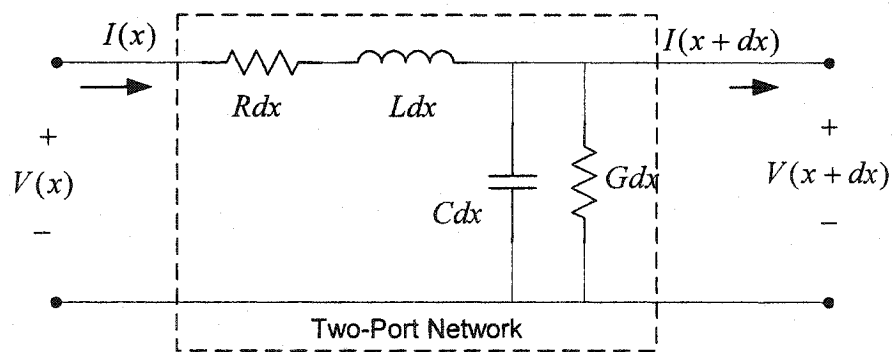 I(x)
I(x + dx)
Rdx
Ldx
+
V(x)
−
Cdx
Gdx
+
V(x + dx)
−
Two-Port Network